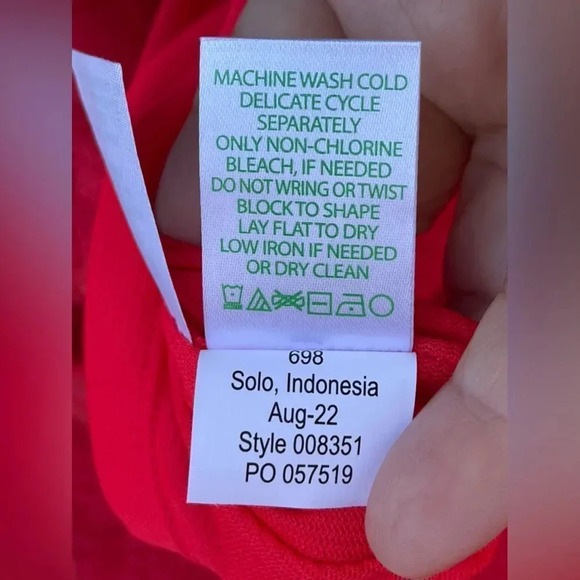 MACHINE WASH COLD
DELICATE CYCLE
SEPARATELY
ONLY NON-CHLORINE
BLEACH, IF NEEDED
DO NOT WRING OR TWIST
BLOCK TO SHAPE
LAY FLAT TO DRY
LOW IRON IF NEEDED
OR DRY CLEAN
698
Solo, Indonesia
Aug-22
Style 008351
PO 057519